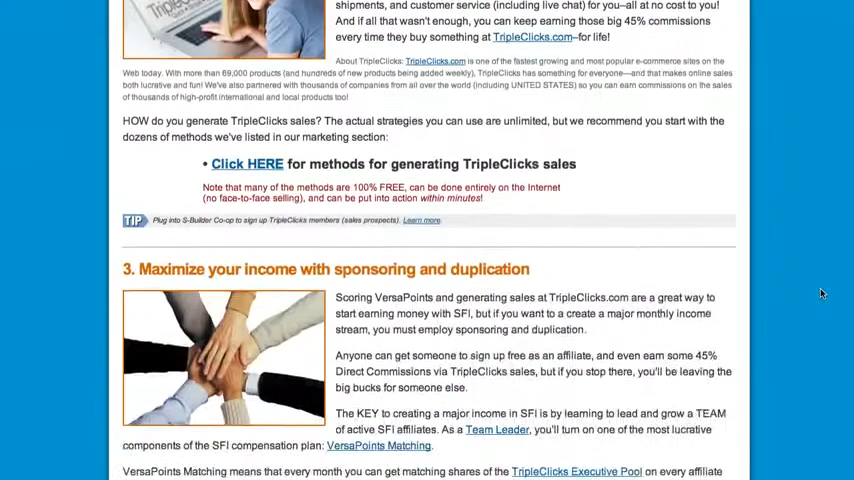 shipments, and customer service (including live chat) for you–all at no cost to you!
And if all that wasn't enough, you can keep earning those big 45% commissions
every time they buy something at TripleClicks.com–for life!
About TripleClicks: TripleClicks.com is one of the fastest growing and most popular e-commerce sites on the
Web today. With more than 69,000 products (and hundreds of new products being added weekly), TripleClicks has something for everyone—and that makes online sales
both lucrative and fun! We've also partnered with thousands of companies from all over the world (including UNITED STATES) so you can earn commissions on the sales
of thousands of high-profit international and local products too!
HOW do you generate TripleClicks sales? The actual strategies you can use are unlimited, but we recommend you start with the
dozens of methods we've listed in our marketing section:
• Click HERE for methods for generating TripleClicks sales
Note that many of the methods are 100% FREE, can be done entirely on the Internet
(no face-to-face selling), and can be put into action within minutes!
TIP Plug into S-Builder Co-op to sign up TripleClicks members (sales prospects). Learn more.
3. Maximize your income with sponsoring and duplication
Scoring VersaPoints and generating sales at TripleClicks.com are a great way to
start earning money with SFI, but if you want to a create a major monthly income
stream, you must employ sponsoring and duplication.
Anyone can get someone to sign up free as an affiliate, and even earn some 45%
Direct Commissions via TripleClicks sales, but if you stop there, you'll be leaving the
big bucks for someone else.
The KEY to creating a major income in SFI is by learning to lead and grow a TEAM
of active SFI affiliates. As a Team Leader, you'll turn on one of the most lucrative
components of the SFI compensation plan: VersaPoints Matching.
VersaPoints Matching means that every month you can get matching shares of the TripleClicks Executive Pool on every affiliate